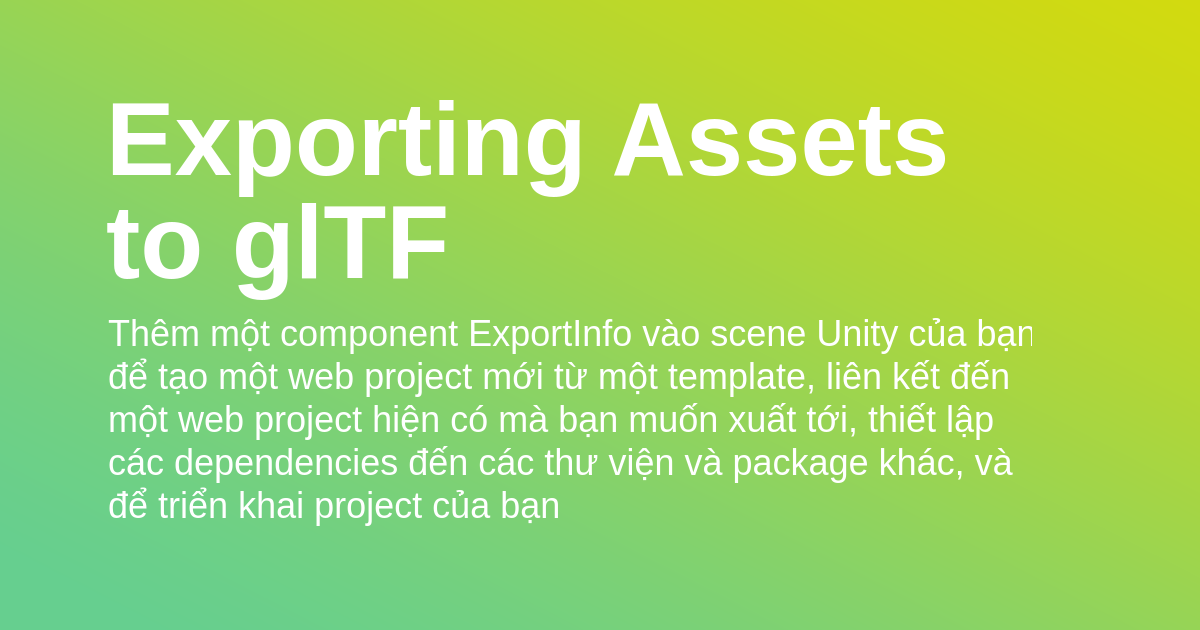 Exporting Assets
to glTF
Thêm một component ExportInfo vào scene Unity của bạn
để tạo một web project mới từ một template, liên kết đến
một web project hiện có mà bạn muốn xuất tới, thiết lập
các dependencies đến các thư viện và package khác, và
để triển khai project của bạn